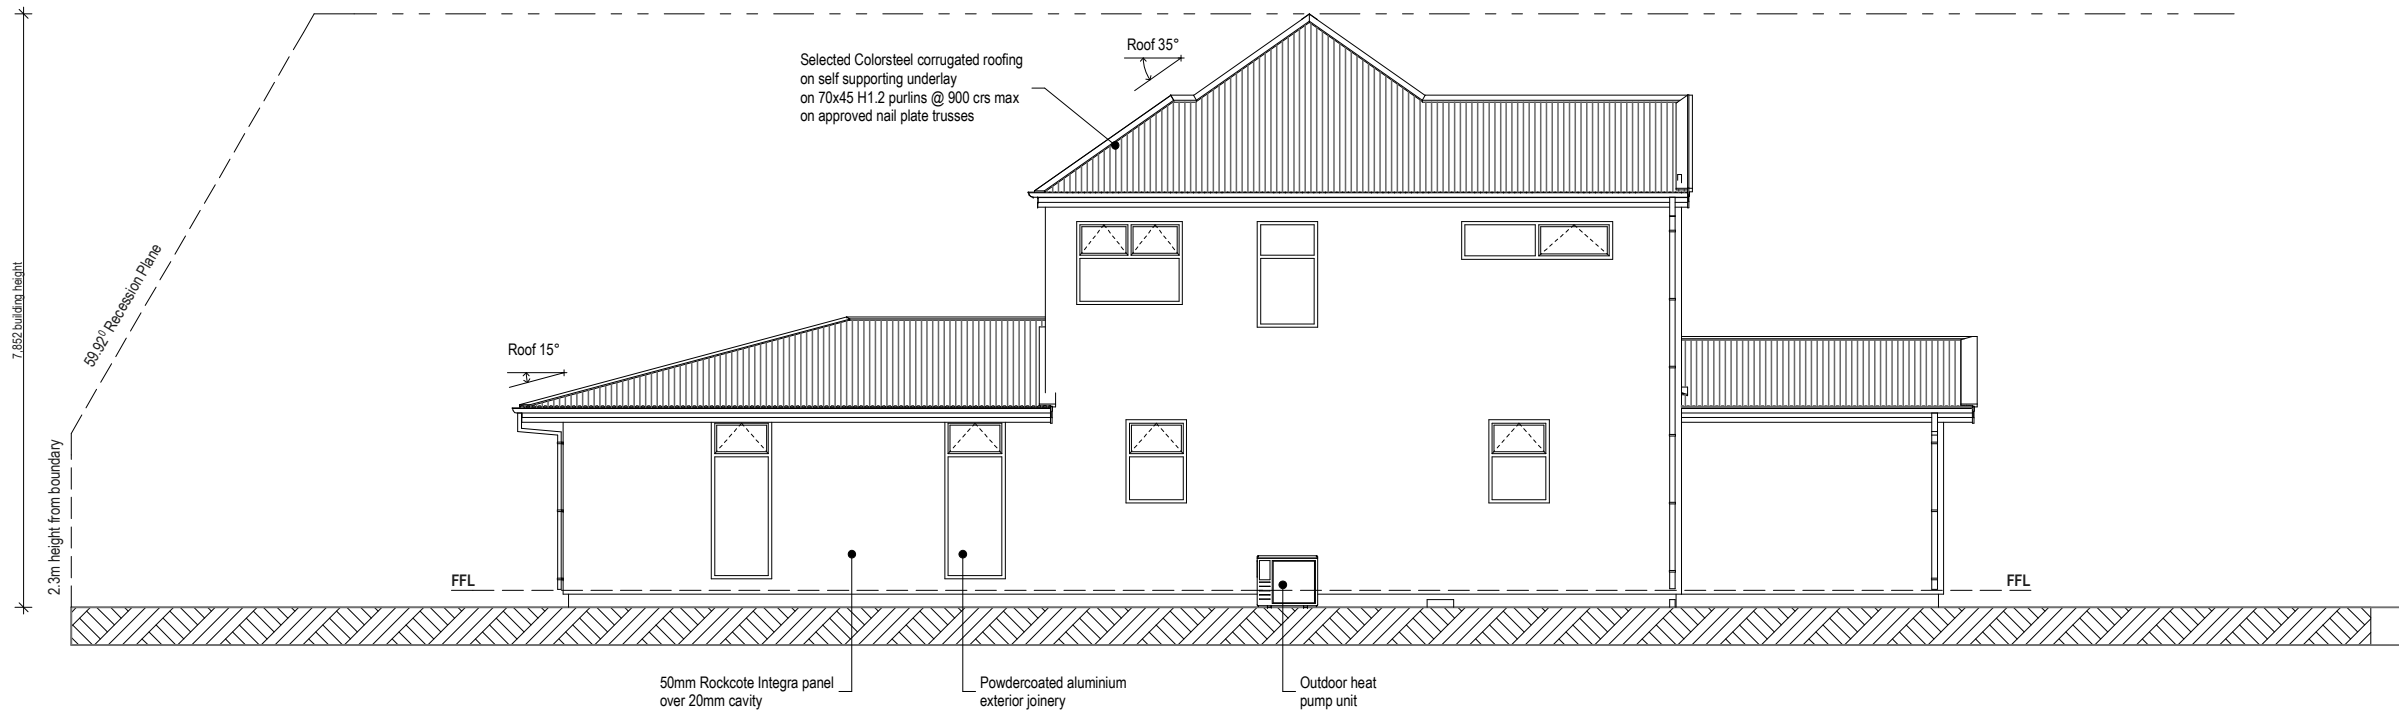 Roof 35°
Selected Colorsteel corrugated roofing
on self supporting underlay
on 70x45 H1.2 purlins @ 900 crs max
on approved nail plate trusses
7,852 building height
59.92⁰ Recession Plane
Roof 15°
2.3m height from boundary
FFL
FFL
50mm Rockcote Integra panel
over 20mm cavity
Powdercoated aluminium
exterior joinery
Outdoor heat
pump unit